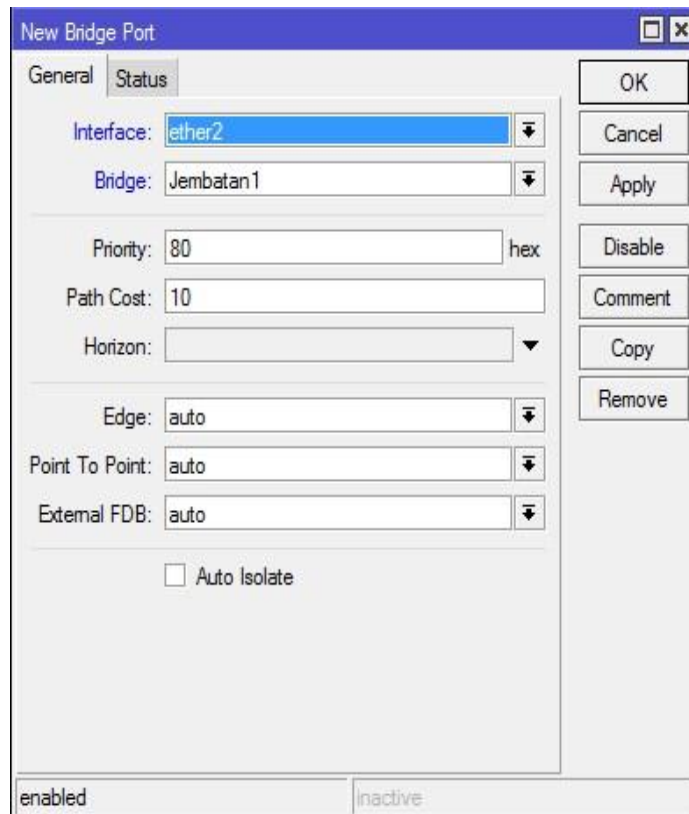 New Bridge Port
General Status
Interface: ether2
Bridge: Jembatan1
Priority: 80 hex
Path Cost: 10
Horizon:
Edge: auto
Point To Point: auto
External FDB: auto
Auto Isolate
OK
Cancel
Apply
Disable
Comment
Copy
Remove
enabled inactive